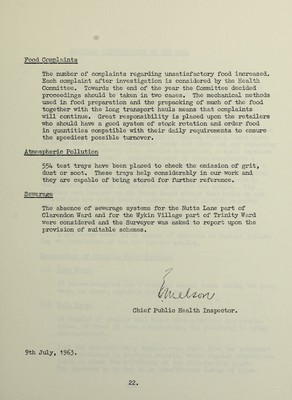 Food Complaints
The number of complaints regarding unsatisfactory food increased.
Each complaint after investigation is considered by the Health
Committee. Towards the end of the year the Committee decided
proceedings should be taken in two cases. The mechanical methods
used in food preparation and the prepacking of much of the food
together with the long transport hauls means that complaints
will continue. Great responsibility is placed upon the retailers
who should have a good system of stock rotation and order food
in quantities compatible with their daily requirements to ensure
the speediest possible turnover.
Atmospheric Pollution
554 test trays have been placed to check the emission of grit,
dust or soot. These trays help considerably in our work and
they are capable of being stored for further reference.
Sewerage
The absence of sewerage systems for the Nutts Lane part of
Clarendon Ward and for the Wykin Village part of Trinity Ward
were considered and the Surveyor was asked to report upon the
provision of suitable schemes.
Chief Public Health Inspector.
9th July, 1963.
22.